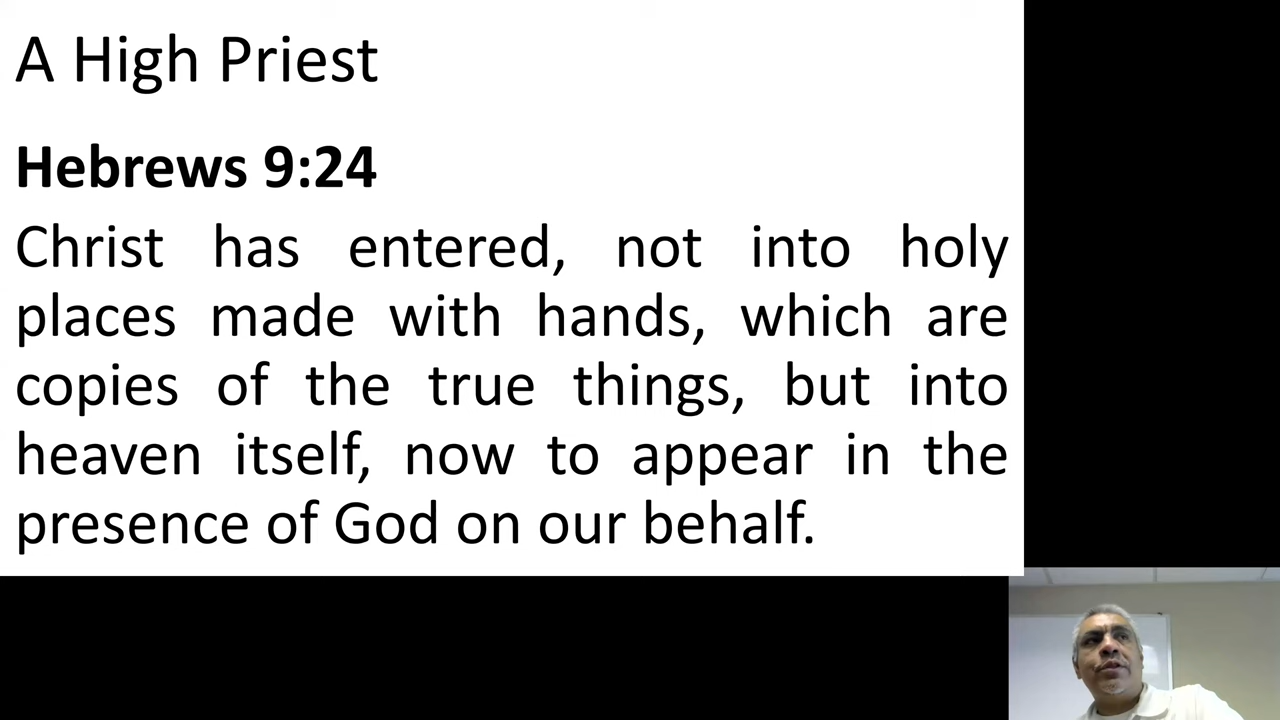 A High Priest
Hebrews 9:24
Christ has entered, not into holy
places made with hands, which are
copies of the true things, but into
heaven itself, now to appear in the
presence of God on our behalf.